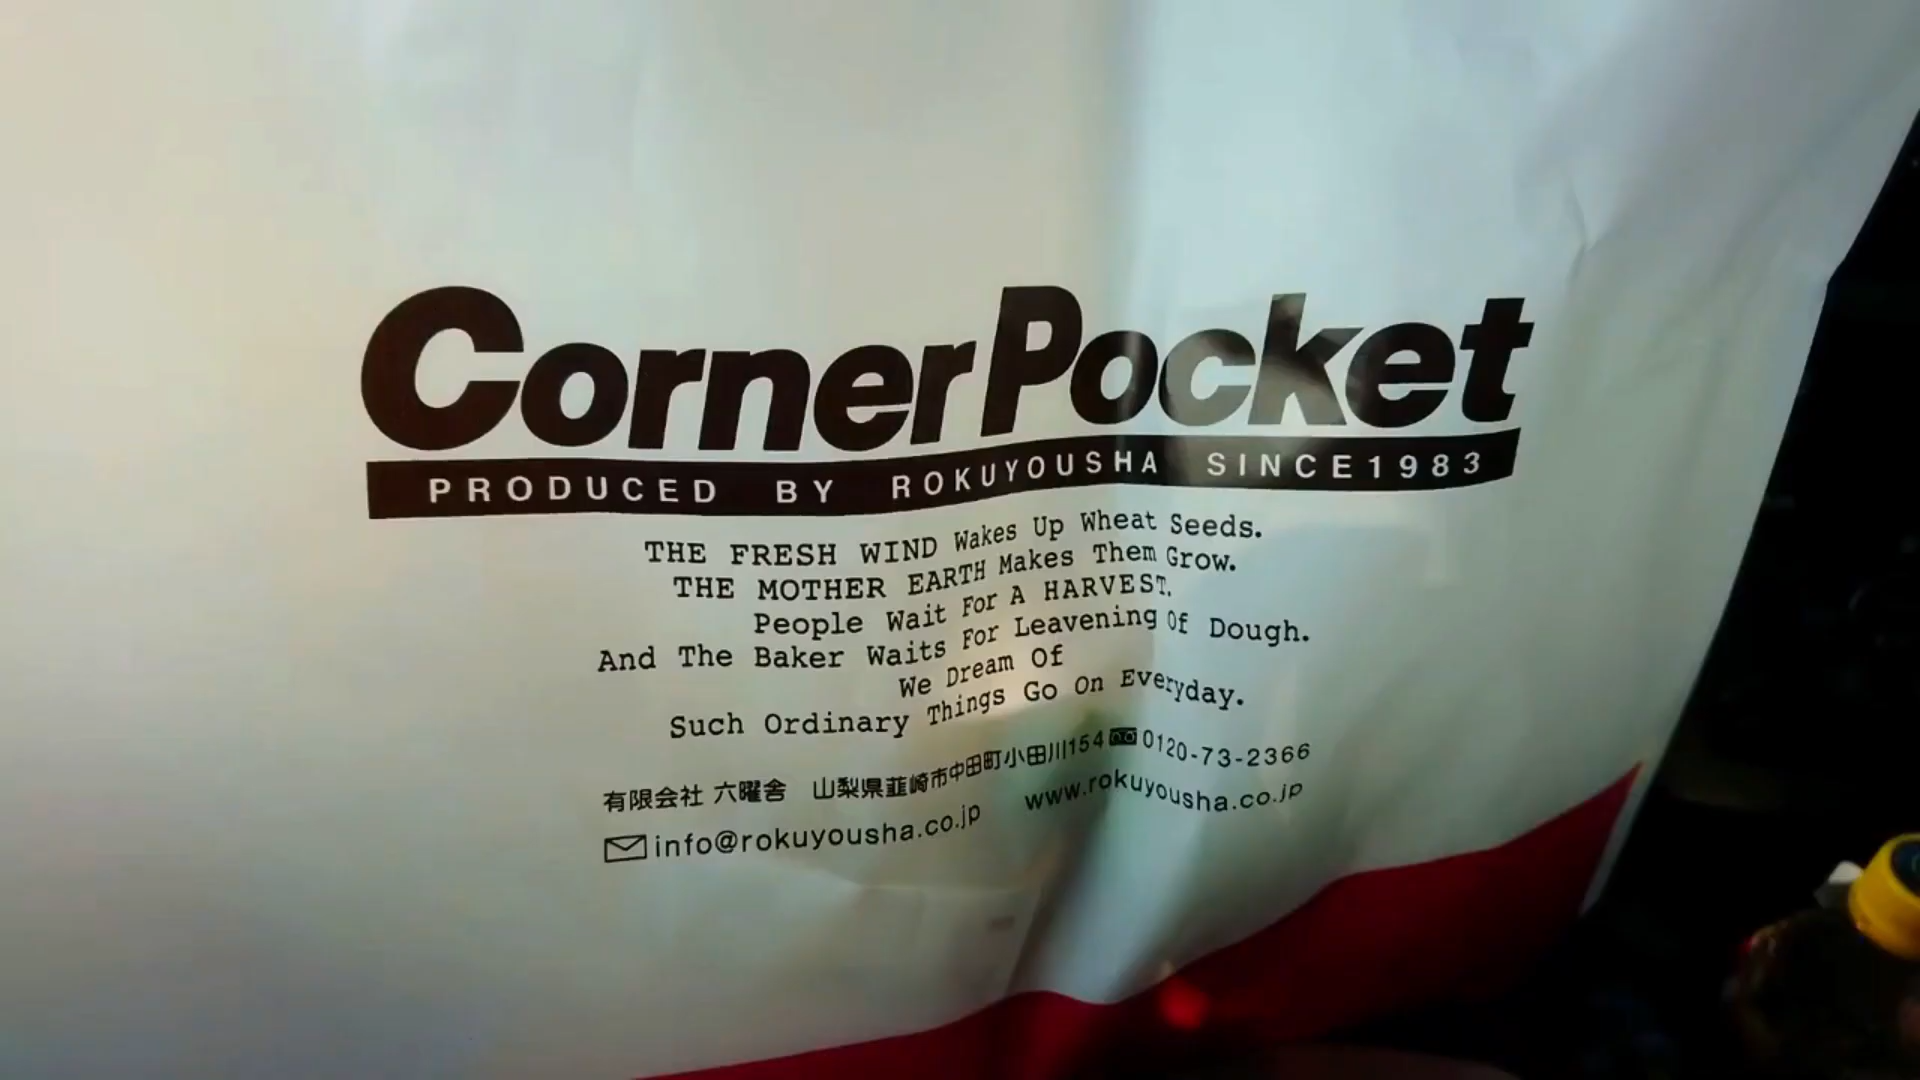 CornerPocket
PRODUCED BY ROKUYOUSHA SINCE1983
THE FRESH WIND Wakes Up Wheat Seeds.
THE MOTHER EARTH Makes Them Grow.
People Wait For A HARVEST.
And The Baker Waits For Leavening Of Dough.
We Dream Of
Such Ordinary Things Go On Everyday.
有限会社 六曜舎 山梨県韮崎市中田町小田川154 0120-73-2366
info@rokuyousha.co.jp www.rokuyousha.co.jp